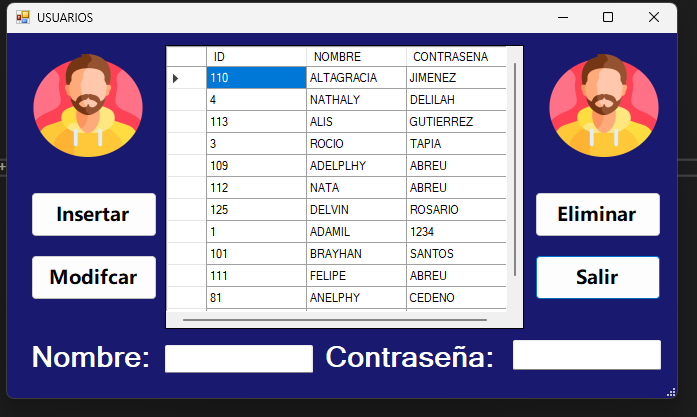 USUARIOS
ID NOMBRE CONTRASENA
110 ALTAGRACIA JIMENEZ
4 NATHALY DELILAH
113 ALIS GUTIERREZ
3 ROCIO TAPIA
109 ADELPLHY ABREU
112 NATA ABREU
125 DELVIN ROSARIO
1 ADAMIL 1234
101 BRAYHAN SANTOS
111 FELIPE ABREU
81 ANELPHY CEDENO
Insertar
Modifcar
Eliminar
Salir
Nombre:
Contraseña: